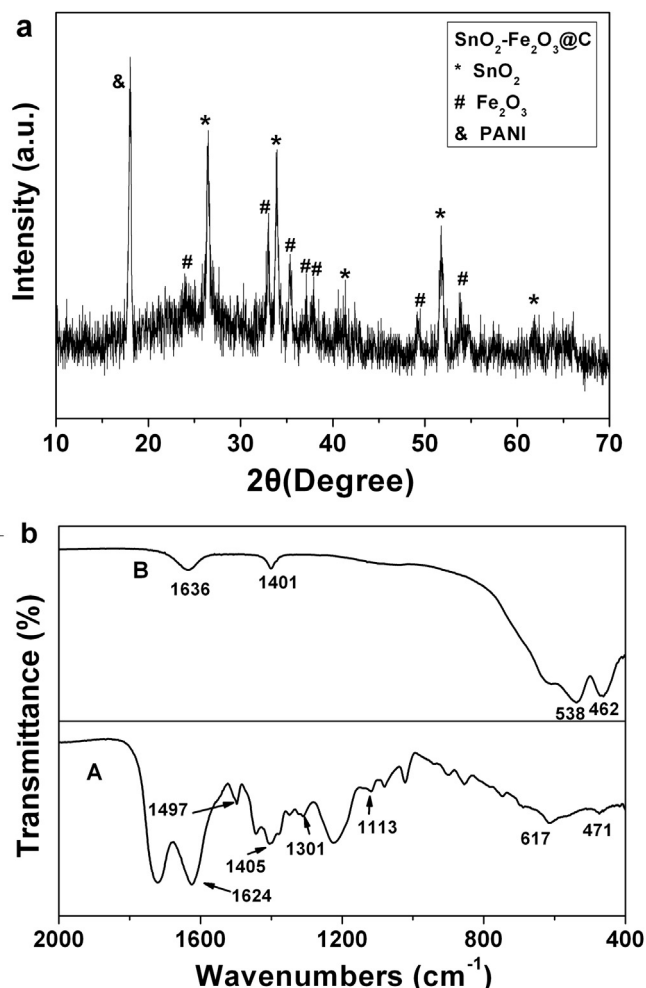 a
SnO₂-Fe₂O₃@C
* SnO₂
# Fe₂O₃
& PANI
&
*
*
#
#
#
# #
*
*
#
#
*
Intensity (a.u.)
10 20 30 40 50 60 70
2θ(Degree)
b
B
1636
1401
538
462
A
1497
1405
1624
1301
1113
617
471
Transmittance (%)
2000 1600 1200 800 400
Wavenumbers (cm⁻¹)